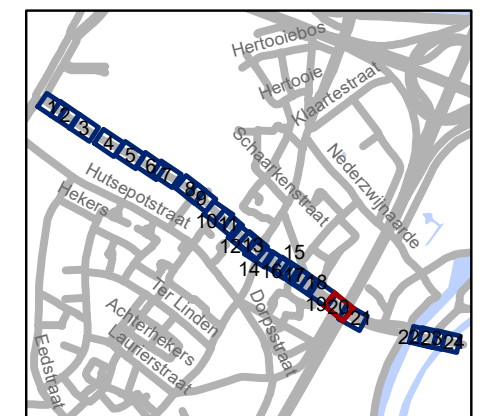 Hertooiebos
Hertooie
Klaartestraat
1
2
3
4
5
6
7
8
9
Schaarkenstraat
Nederzwijnaarde
Hutsepotstraat
Hekers
10
11
12
13
14
15
16
17
18
19
20
21
22
23
24
Ter Linden
Achterhekers
Laurierstraat
Dorpsstraat
Eedstraat